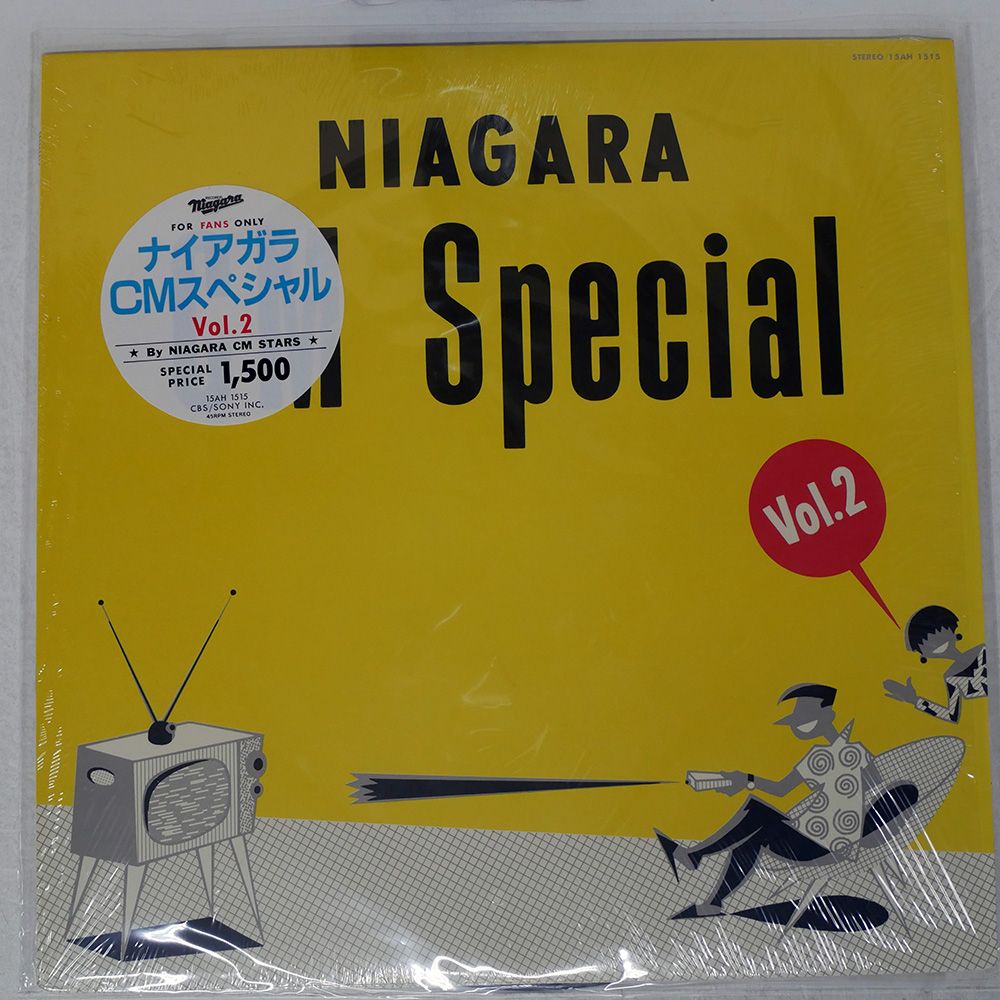 STEREO/15AH 1515
NIAGARA
Special
RECORDS
Niagara
FOR FANS ONLY
ナイアガラ
CMスペシャル
Vol.2
★ By NIAGARA CM STARS ★
SPECIAL
PRICE 1,500
15AH 1515
CBS/SONY INC.
45RPM STEREO
Vol.2